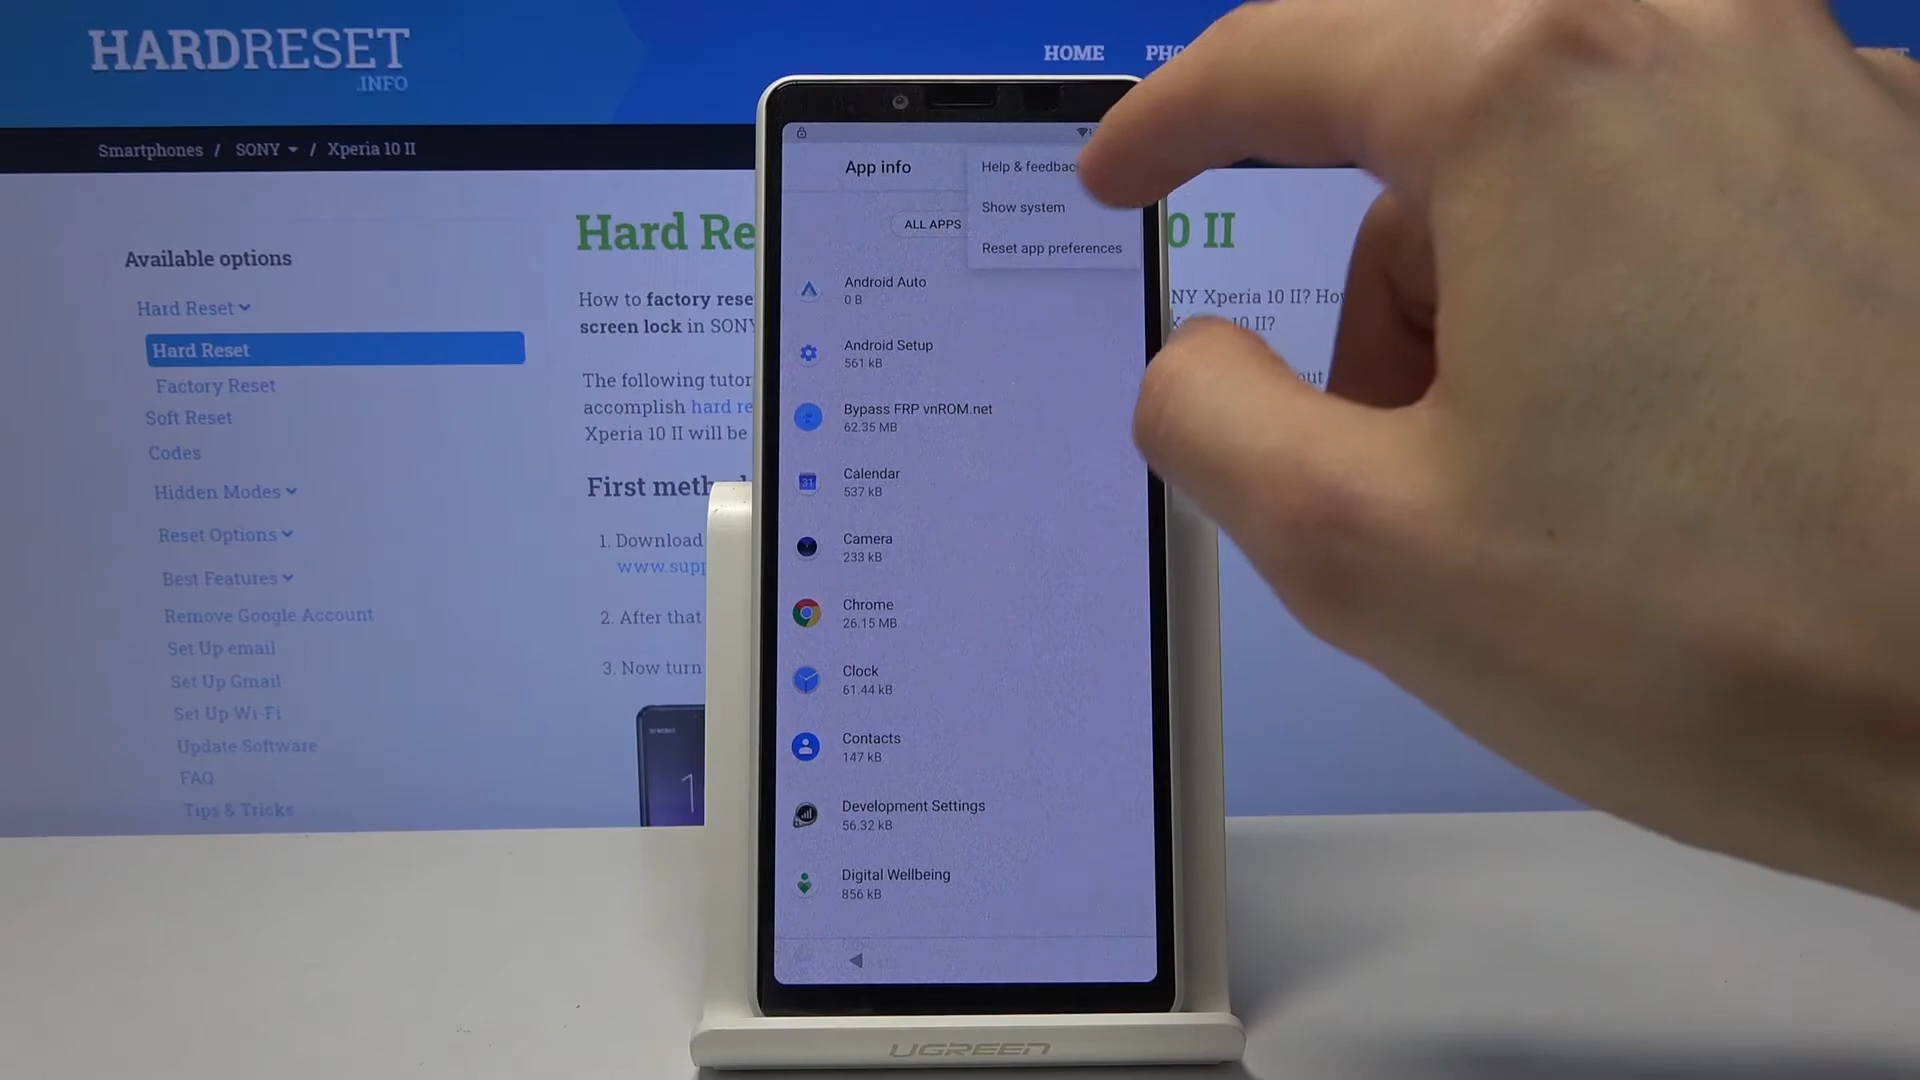 HARDRESET
.INFO
HOME
Smartphones / SONY / Xperia 10 II
Available options
Hard Reset
Hard Reset
Factory Reset
Soft Reset
Codes
Hidden Modes
Reset Options
Best Features
Remove Google Account
Set Up email
Set Up Gmail
Set Up Wi-Fi
Update Software
FAQ
Tips & Tricks
Hard Re
0 II
How to factory rese
NY Xperia 10 II? Ho
screen lock in SONY
10 II?
The following tutor
accomplish hard re
Xperia 10 II will be
First meth
1. Download
www.supp
2. After that
3. Now turn
App info
Help & feedbac
Show system
Reset app preferences
ALL APPS
Android Auto
0 B
Android Setup
561 kB
Bypass FRP vnROM.net
62.35 MB
31
Calendar
537 kB
Camera
233 kB
Chrome
26.15 MB
Clock
61.44 kB
Contacts
147 kB
Development Settings
56.32 kB
Digital Wellbeing
856 kB
UGREEN